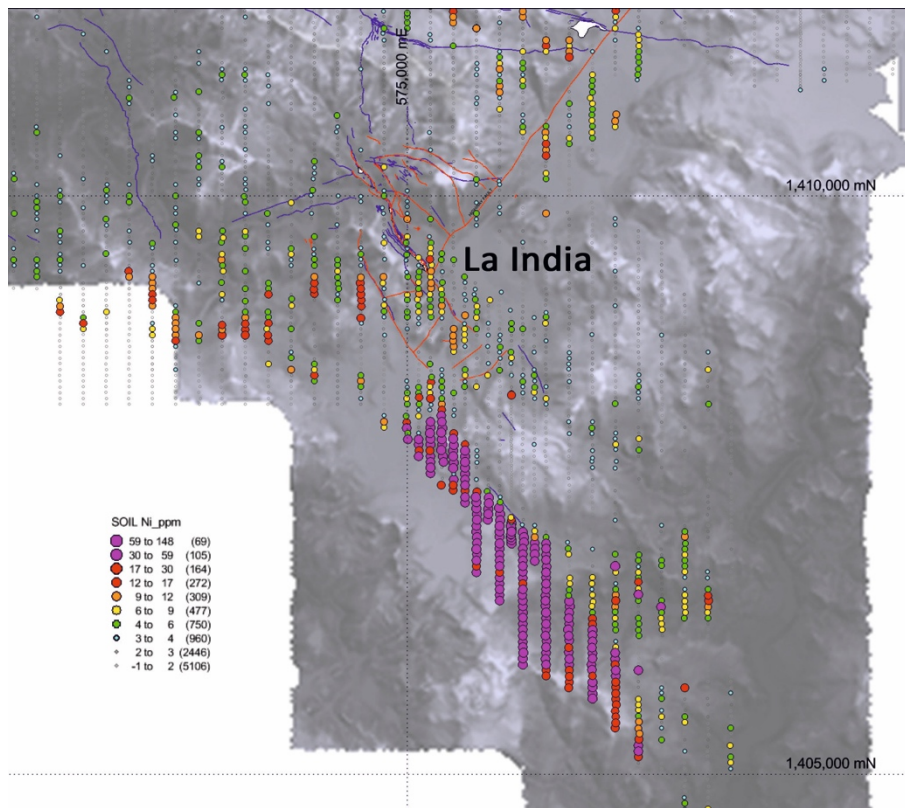 575,000 mE
1,410,000 mN
La India
SOIL Ni_ppm
59 to 148 (69)
30 to 59 (105)
17 to 30 (164)
12 to 17 (272)
9 to 12 (309)
6 to 9 (477)
4 to 6 (750)
3 to 4 (960)
2 to 3 (2446)
-1 to 2 (5106)
1,405,000 mN